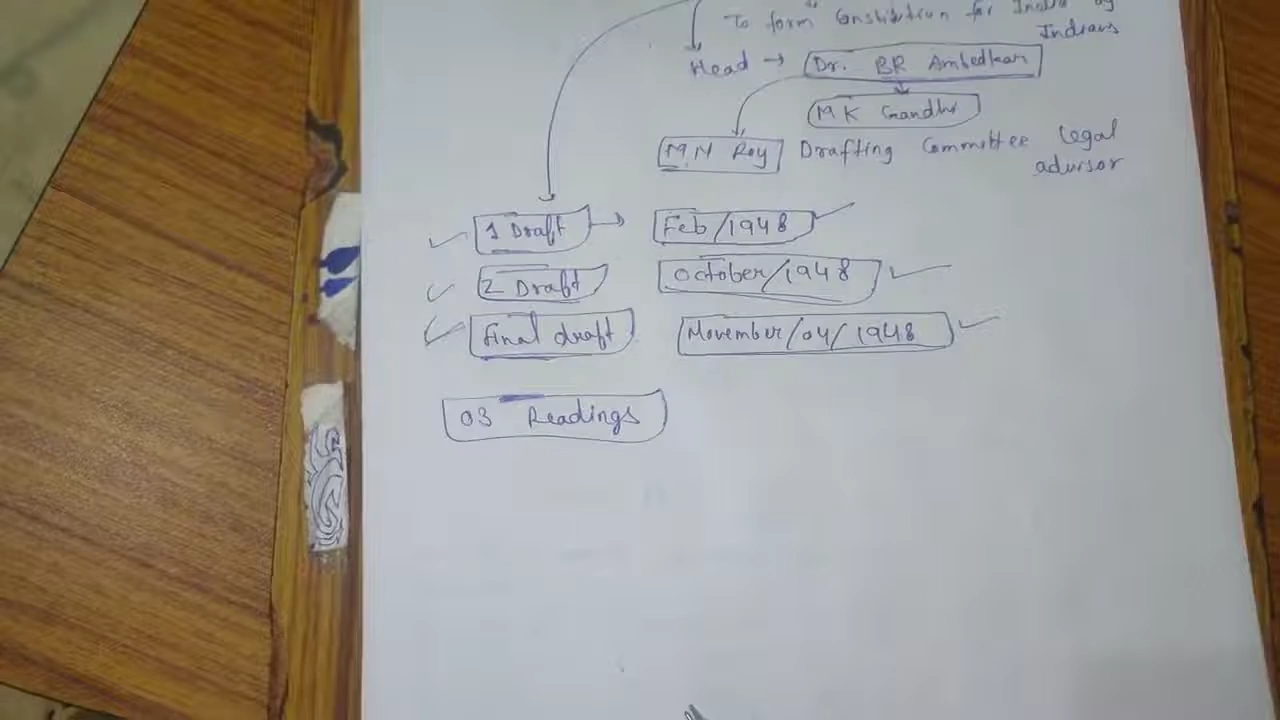 To form Constitution for India by
Indians
Head → Dr. BR Ambedkar
MK Gandhi
M.N Roy Drafting Committee legal
advisor
1 Draft → Feb/1948
2 Draft October/1948
Final draft November/04/1948
03 Readings